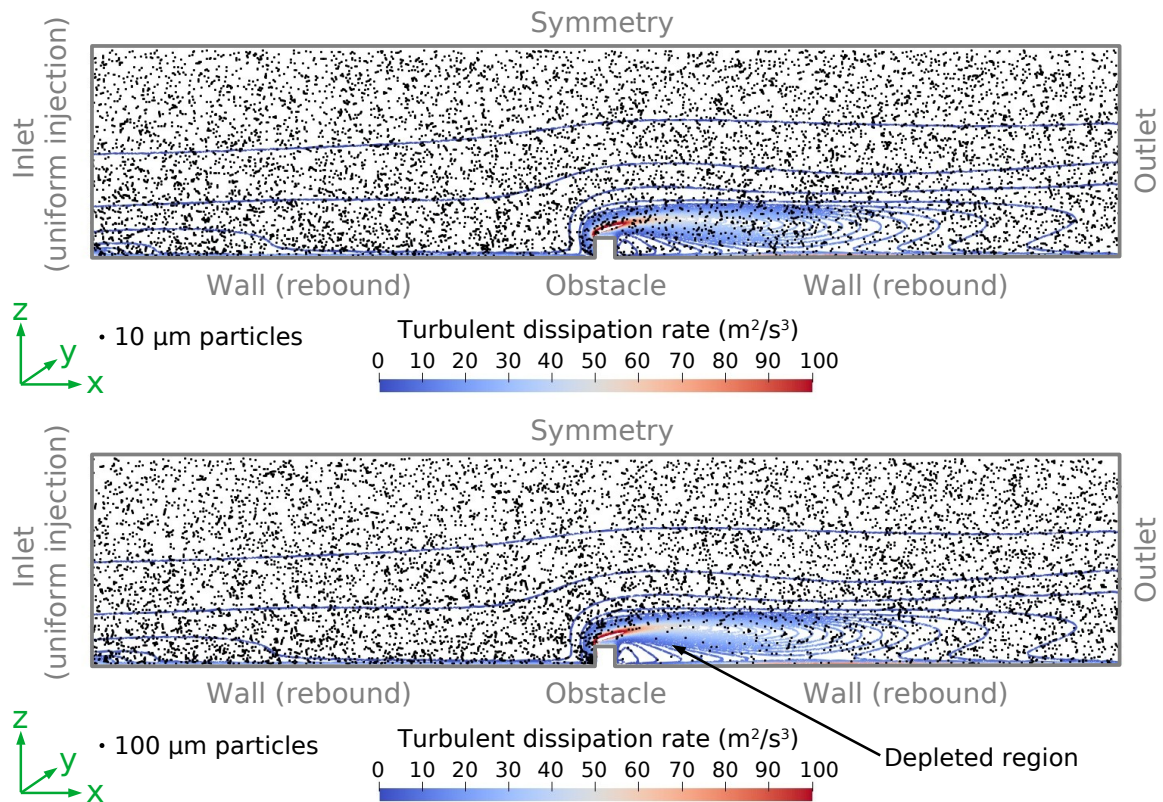 Symmetry
Inlet
(uniform injection)
Outlet
Wall (rebound)
Obstacle
Wall (rebound)
z
y
x
· 10 µm particles
Turbulent dissipation rate (m²/s³)
0 10 20 30 40 50 60 70 80 90 100
Symmetry
Inlet
(uniform injection)
Outlet
Wall (rebound)
Obstacle
Wall (rebound)
z
y
x
· 100 µm particles
Turbulent dissipation rate (m²/s³)
0 10 20 30 40 50 60 70 80 90 100
Depleted region